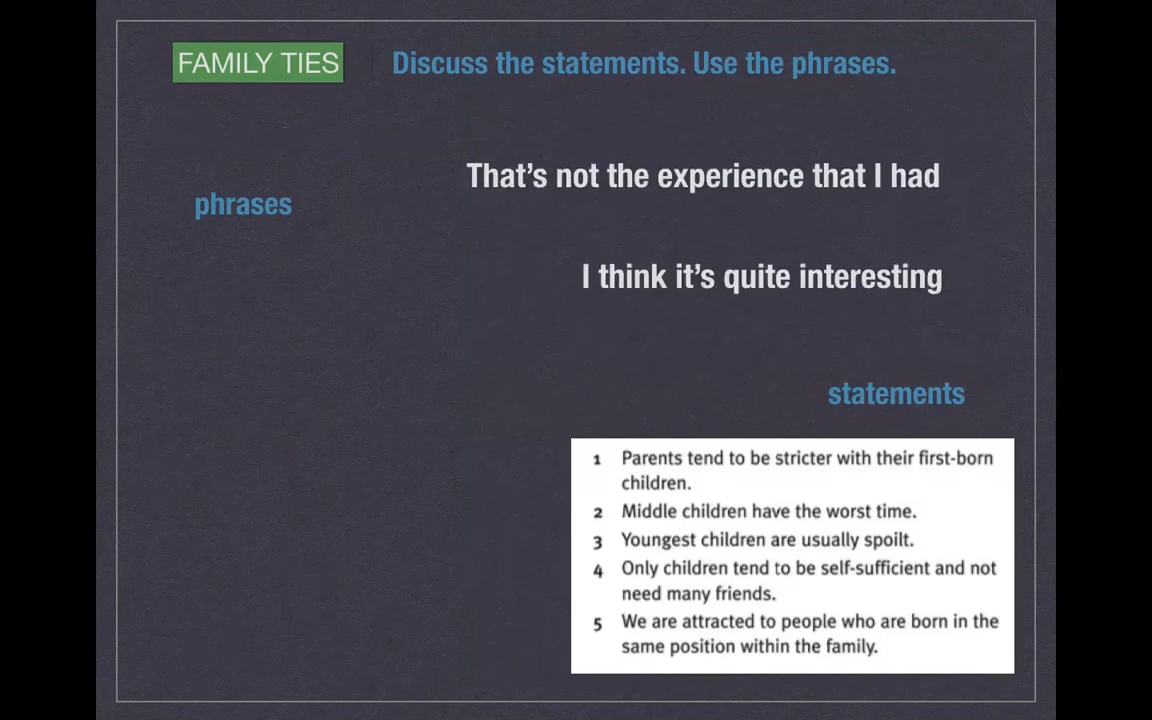 FAMILY TIES
Discuss the statements. Use the phrases.
That's not the experience that I had
phrases
I think it's quite interesting
statements
1 Parents tend to be stricter with their first-born
children.
2 Middle children have the worst time.
3 Youngest children are usually spoilt.
4 Only children tend to be self-sufficient and not
need many friends.
5 We are attracted to people who are born in the
same position within the family.